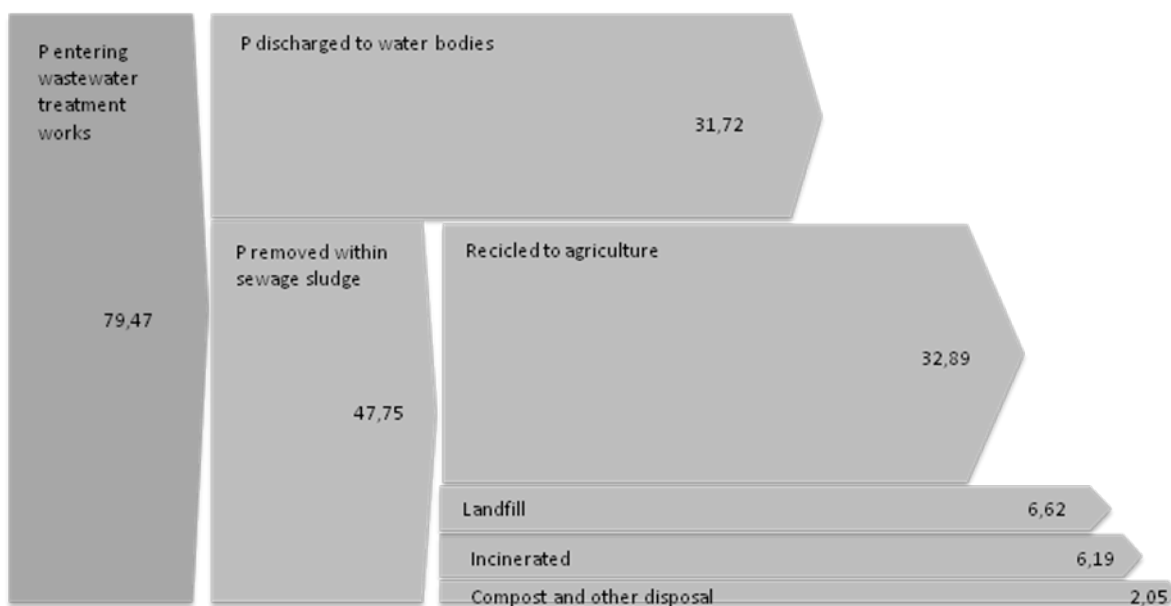 P entering
wastewater
treatment
works
79,47
P discharged to water bodies
31,72
P removed within
sewage sludge
47,75
Recicled to agriculture
32,89
Landfill
6,62
Incinerated
6,19
Compost and other disposal
2,05